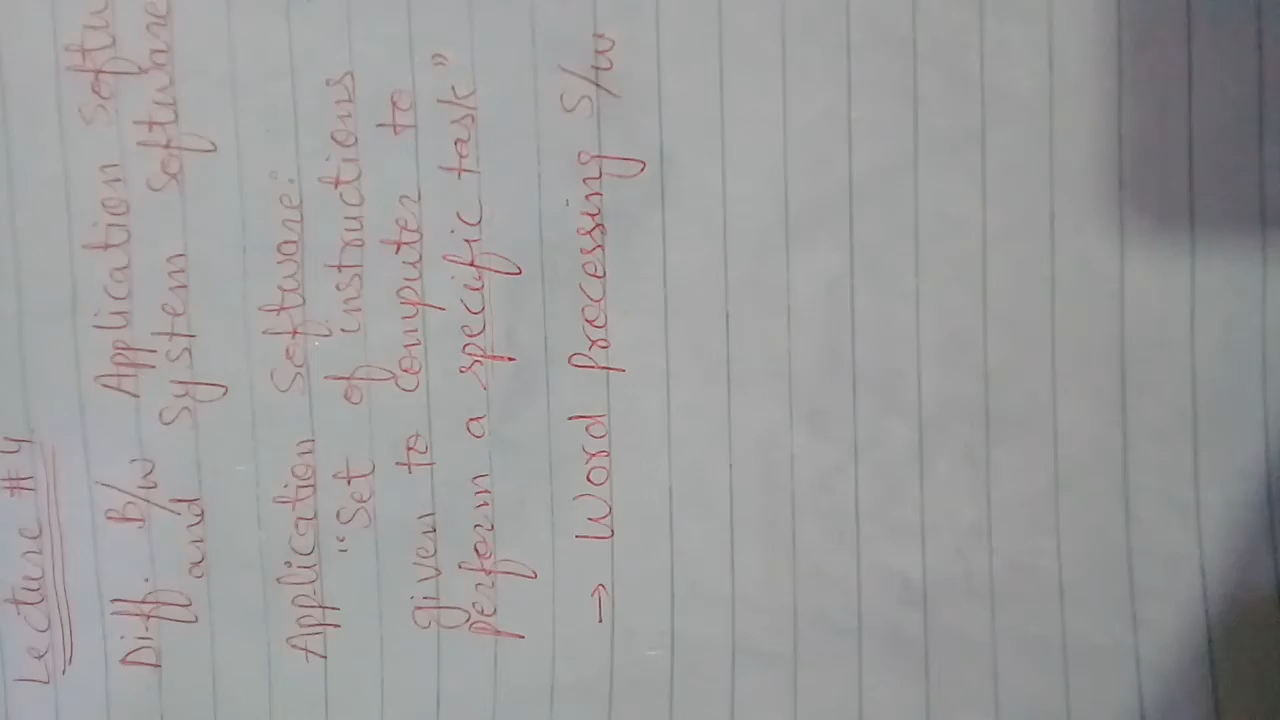 Lecture # 4
Diff. B/w Application Softw
and System Software
Application Software:
"Set of instructions
given to computer to
perform a specific task"
→ Word Processing S/w